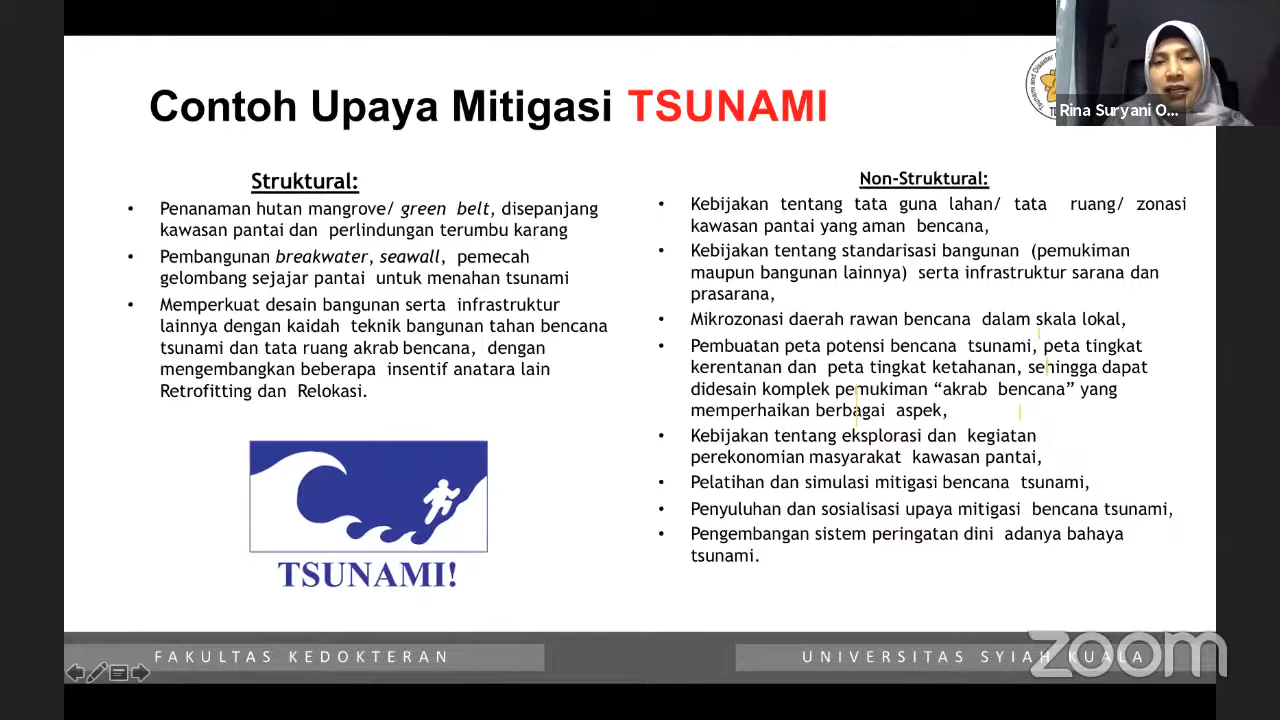 Contoh Upaya Mitigasi TSUNAMI
Rina Suryani O...
Struktural:
• Penanaman hutan mangrove/ green belt, disepanjang
kawasan pantai dan perlindungan terumbu karang
• Pembangunan breakwater, seawall, pemecah
gelombang sejajar pantai untuk menahan tsunami
• Memperkuat desain bangunan serta infrastruktur
lainnya dengan kaidah teknik bangunan tahan bencana
tsunami dan tata ruang akrab bencana, dengan
mengembangkan beberapa insentif anatara lain
Retrofitting dan Relokasi.
TSUNAMI!
Non-Struktural:
• Kebijakan tentang tata guna lahan/ tata ruang/ zonasi
kawasan pantai yang aman bencana,
• Kebijakan tentang standarisasi bangunan (pemukiman
maupun bangunan lainnya) serta infrastruktur sarana dan
prasarana,
• Mikrozonasi daerah rawan bencana dalam skala lokal,
• Pembuatan peta potensi bencana tsunami, peta tingkat
kerentanan dan peta tingkat ketahanan, sehingga dapat
didesain komplek pemukiman “akrab bencana” yang
memperhaikan berbagai aspek,
• Kebijakan tentang eksplorasi dan kegiatan
perekonomian masyarakat kawasan pantai,
• Pelatihan dan simulasi mitigasi bencana tsunami,
• Penyuluhan dan sosialisasi upaya mitigasi bencana tsunami,
• Pengembangan sistem peringatan dini adanya bahaya
tsunami.
FAKULTAS KEDOKTERAN
UNIVERSITAS SYIAH KUALA
zoom